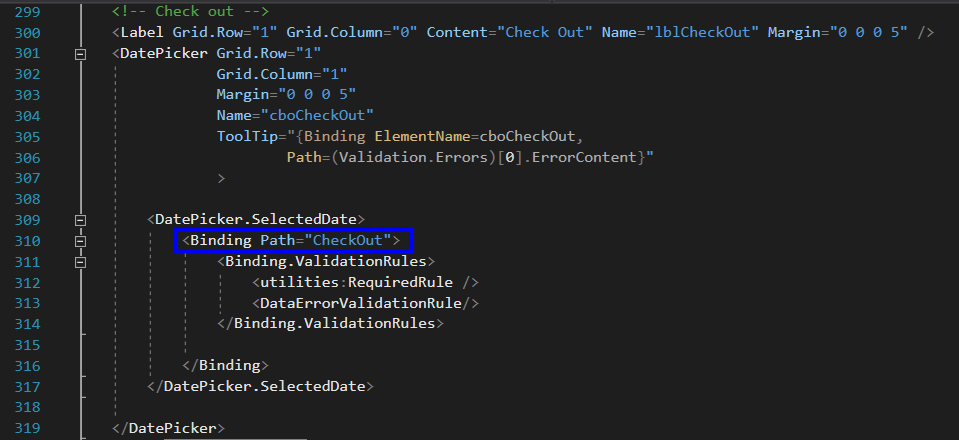 299 <!-- Check out -->
300 <Label Grid.Row="1" Grid.Column="0" Content="Check Out" Name="lblCheckOut" Margin="0 0 0 5" />
301 <DatePicker Grid.Row="1"
302 Grid.Column="1"
303 Margin="0 0 0 5"
304 Name="cboCheckOut"
305 ToolTip="{Binding ElementName=cboCheckOut,
306 Path=(Validation.Errors)[0].ErrorContent}"
307 >
308
309 <DatePicker.SelectedDate>
310 <Binding Path="CheckOut">
311 <Binding.ValidationRules>
312 <utilities:RequiredRule />
313 <DataErrorValidationRule/>
314 </Binding.ValidationRules>
315
316 </Binding>
317 </DatePicker.SelectedDate>
318
319 </DatePicker>